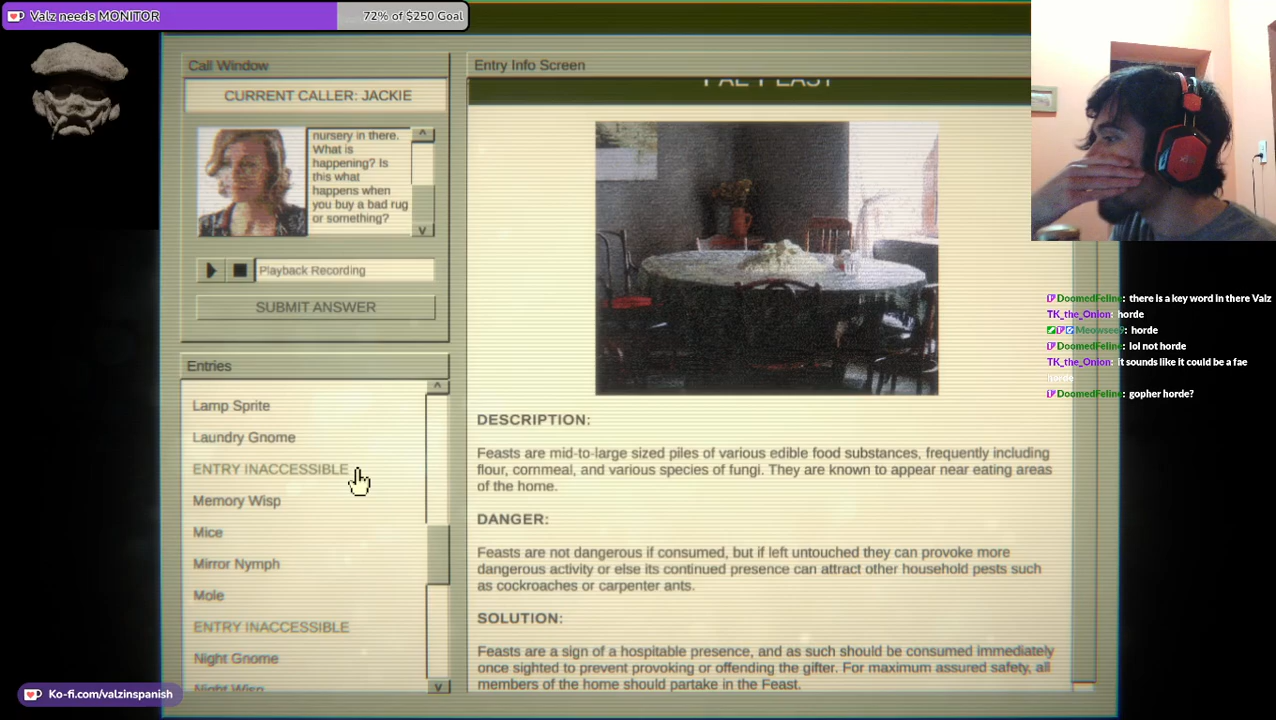 Valz needs MONITOR
72% of $250 Goal
Call Window
CURRENT CALLER: JACKIE
nursery in there.
What is
happening? Is
this what
happens when
you buy a bad rug
or something?
Playback Recording
SUBMIT ANSWER
Entries
Lamp Sprite
Laundry Gnome
ENTRY INACCESSIBLE
Memory Wisp
Mice
Mirror Nymph
Mole
ENTRY INACCESSIBLE
Night Gnome
Night Wisp
Ko-fi.com/valzinspanish
Entry Info Screen
FAE FEAST
DESCRIPTION:
Feasts are mid-to-large sized piles of various edible food substances, frequently including
flour, cornmeal, and various species of fungi. They are known to appear near eating areas
of the home.
DANGER:
Feasts are not dangerous if consumed, but if left untouched they can provoke more
dangerous activity or else its continued presence can attract other household pests such
as cockroaches or carpenter ants.
SOLUTION:
Feasts are a sign of a hospitable presence, and as such should be consumed immediately
once sighted to prevent provoking or offending the gifter. For maximum assured safety, all
members of the home should partake in the Feast.
DoomedFeline: there is a key word in there Valz
TK_the_Onion: horde
Meowsee9: horde
DoomedFeline: lol not horde
TK_the_Onion: it sounds like it could be a fae
horde
DoomedFeline: gopher horde?